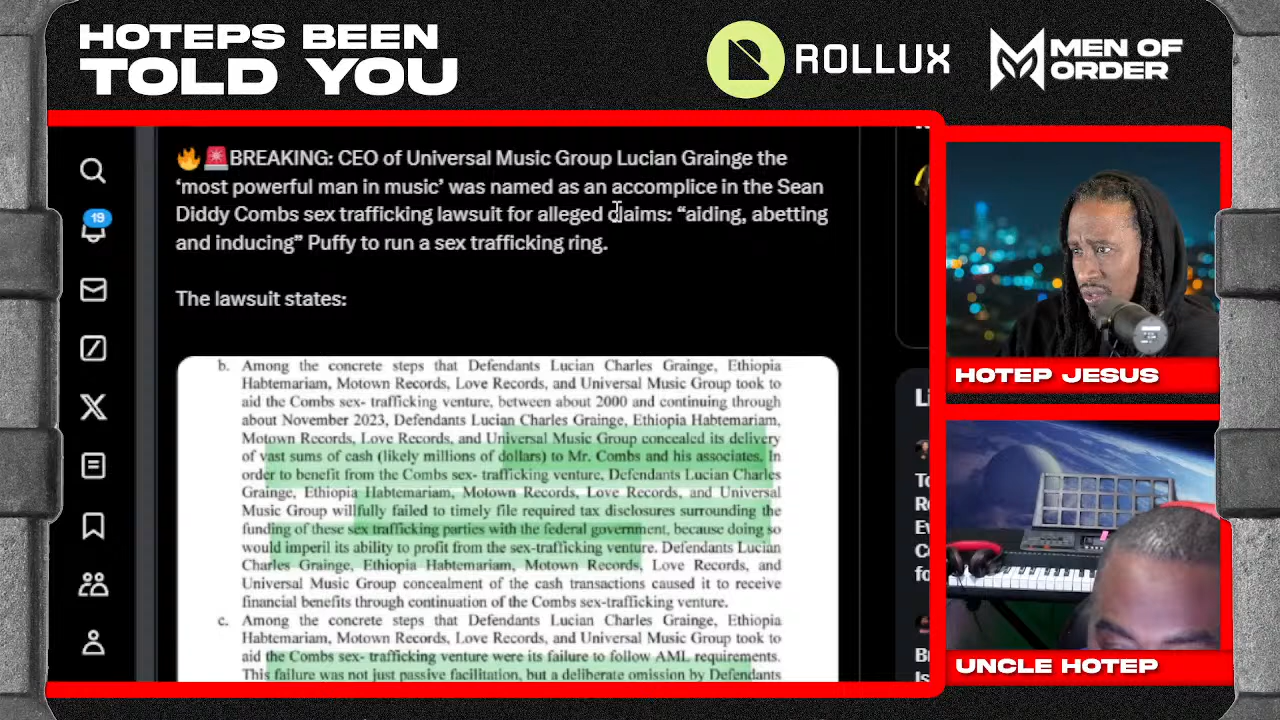 HOTEPS BEEN
TOLD YOU
ROLLUX
MEN OF
ORDER
19
🔥🚨BREAKING: CEO of Universal Music Group Lucian Grainge the
‘most powerful man in music’ was named as an accomplice in the Sean
Diddy Combs sex trafficking lawsuit for alleged claims: “aiding, abetting
and inducing” Puffy to run a sex trafficking ring.
The lawsuit states:
b. Among the concrete steps that Defendants Lucian Charles Grainge, Ethiopia
Habtemariam, Motown Records, Love Records, and Universal Music Group took to
aid the Combs sex- trafficking venture, between about 2000 and continuing through
about November 2023, Defendants Lucian Charles Grainge, Ethiopia Habtemariam,
Motown Records, Love Records, and Universal Music Group concealed its delivery
of vast sums of cash (likely millions of dollars) to Mr. Combs and his associates. In
order to benefit from the Combs sex- trafficking venture, Defendants Lucian Charles
Grainge, Ethiopia Habtemariam, Motown Records, Love Records, and Universal
Music Group willfully failed to timely file required tax disclosures surrounding the
funding of these sex trafficking parties with the federal government, because doing so
would imperil its ability to profit from the sex-trafficking venture. Defendants Lucian
Charles Grainge, Ethiopia Habtemariam, Motown Records, Love Records, and
Universal Music Group concealment of the cash transactions caused it to receive
financial benefits through continuation of the Combs sex-trafficking venture.
c. Among the concrete steps that Defendants Lucian Charles Grainge, Ethiopia
Habtemariam, Motown Records, Love Records, and Universal Music Group took to
aid the Combs sex- trafficking venture were its failure to follow AML requirements.
This failure was not just passive facilitation, but a deliberate omission by Defendants
HOTEP JESUS
UNCLE HOTEP